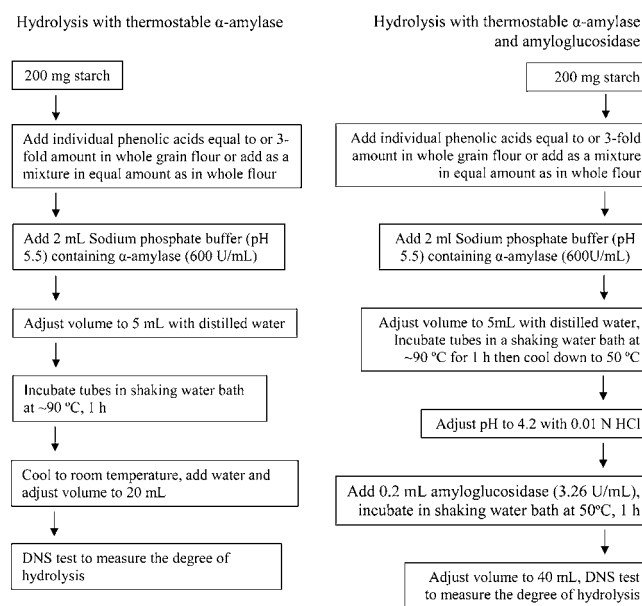 Hydrolysis with thermostable α-amylase
200 mg starch
Add individual phenolic acids equal to or 3-
fold amount in whole grain flour or add as a
mixture in equal amount as in whole flour
Add 2 mL Sodium phosphate buffer (pH
5.5) containing α-amylase (600 U/mL)
Adjust volume to 5 mL with distilled water
Incubate tubes in shaking water bath
at ~90 ºC, 1 h
Cool to room temperature, add water and
adjust volume to 20 mL
DNS test to measure the degree of
hydrolysis
Hydrolysis with thermostable α-amylase
and amyloglucosidase
200 mg starch
Add individual phenolic acids equal to or 3-fold
amount in whole grain flour or add as a mixture
in equal amount as in whole flour
Add 2 ml Sodium phosphate buffer (pH
5.5) containing α-amylase (600U/mL)
Adjust volume to 5mL with distilled water,
Incubate tubes in a shaking water bath at
~90 ºC for 1 h then cool down to 50 ºC
Adjust pH to 4.2 with 0.01 N HCl
Add 0.2 mL amyloglucosidase (3.26 U/mL),
incubate in shaking water bath at 50ºC, 1 h
Adjust volume to 40 mL, DNS test
to measure the degree of hydrolysis